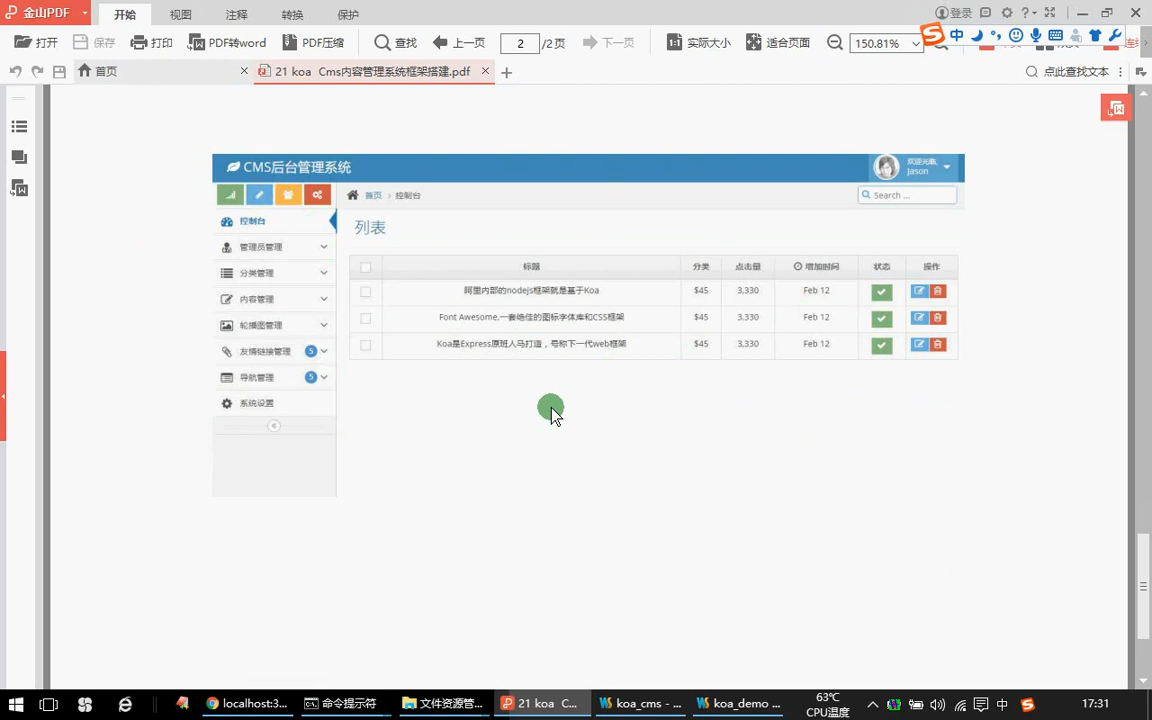 金山PDF
开始
视图
注释
转换
保护
登录
打开
保存
打印
PDF转word
PDF压缩
查找
上一页
2
/2页
下一页
1:1 实际大小
适合页面
150.81%
中
首页
21 koa Cms内容管理系统框架搭建.pdf
点此查找文本
CMS后台管理系统
Jason
首页 > 控制台
Search ...
控制台
列表
管理员管理
分类管理
内容管理
轮播图管理
友情链接管理 5
导航管理 5
系统设置
标题 分类 点击量 增加时间 状态 操作
阿里内部的nodejs框架就是基于Koa $45 3,330 Feb 12
Font Awesome,一套绝佳的图标字体库和CSS框架 $45 3,330 Feb 12
Koa是Express原班人马打造，号称下一代web框架 $45 3,330 Feb 12
localhost:3...
命令提示符
文件资源管...
21 koa C...
koa_cms - ...
koa_demo ...
63℃
CPU温度
中
17:31